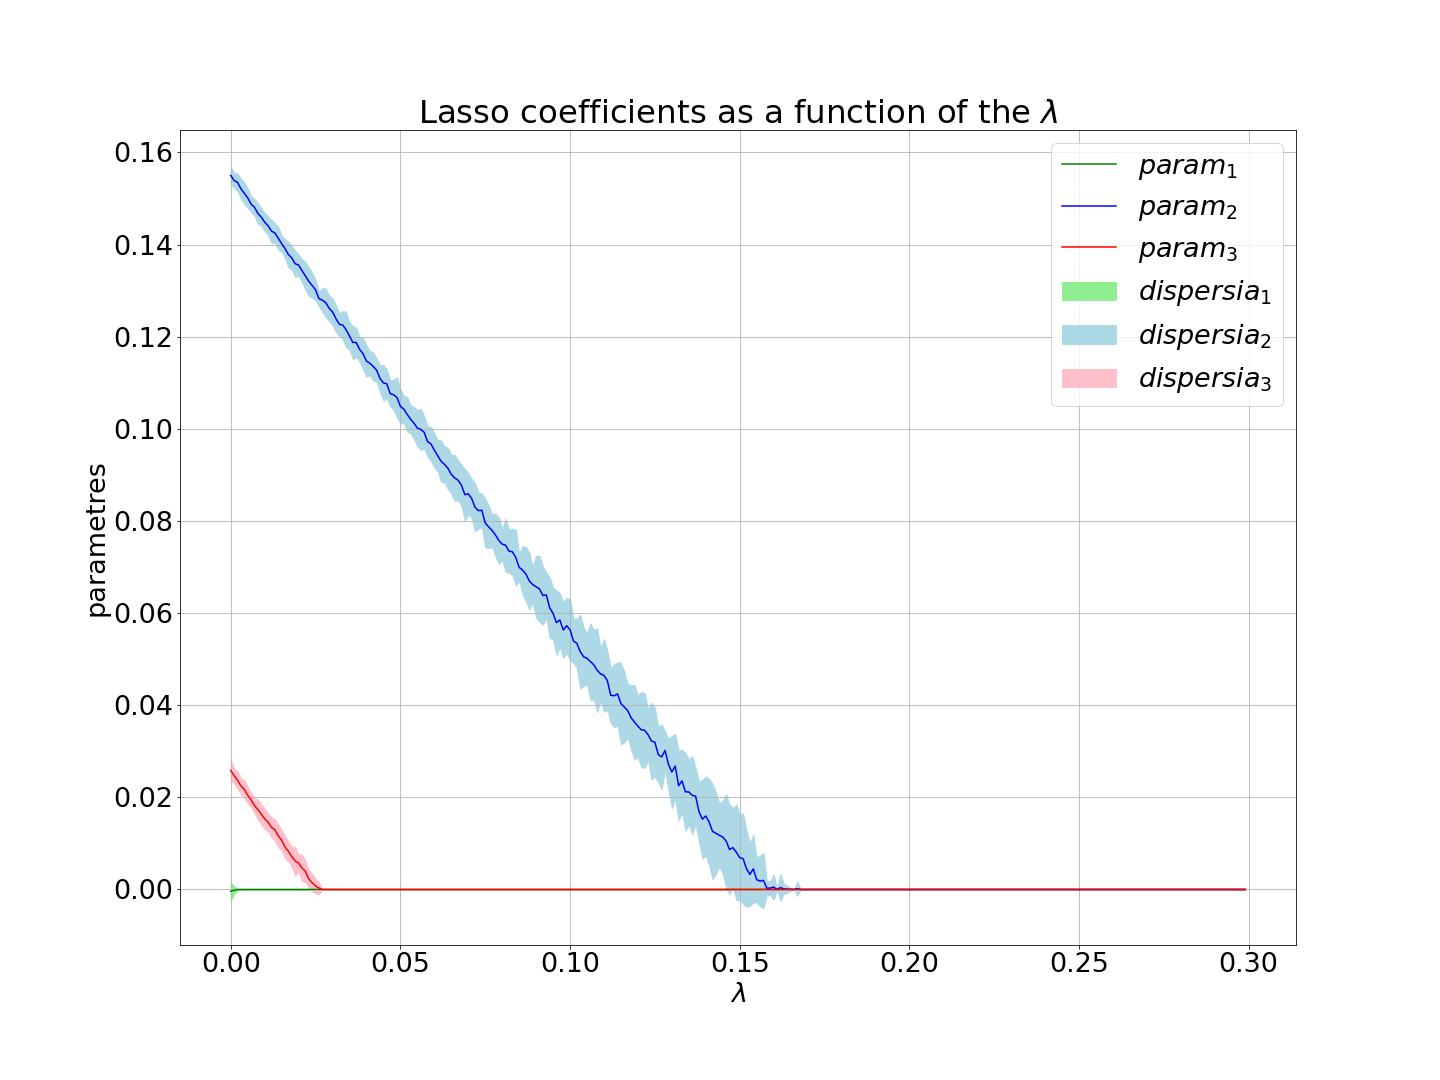 Lasso coefficients as a function of the λ
0.16
0.14
0.12
0.10
0.08
0.06
0.04
0.02
0.00
parametres
param₁
param₂
param₃
dispersia₁
dispersia₂
dispersia₃
0.00 0.05 0.10 0.15 0.20 0.25 0.30
λ